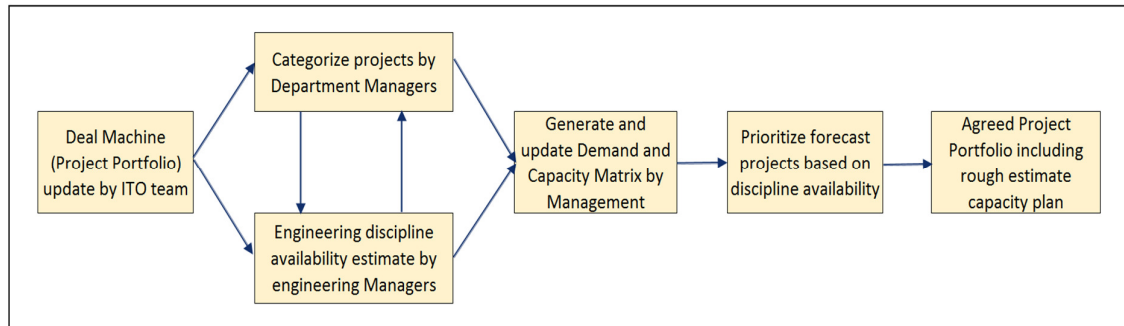 Deal Machine
(Project Portfolio)
update by ITO team
Categorize projects by
Department Managers
Engineering discipline
availability estimate by
engineering Managers
Generate and
update Demand and
Capacity Matrix by
Management
Prioritize forecast
projects based on
discipline availability
Agreed Project
Portfolio including
rough estimate
capacity plan